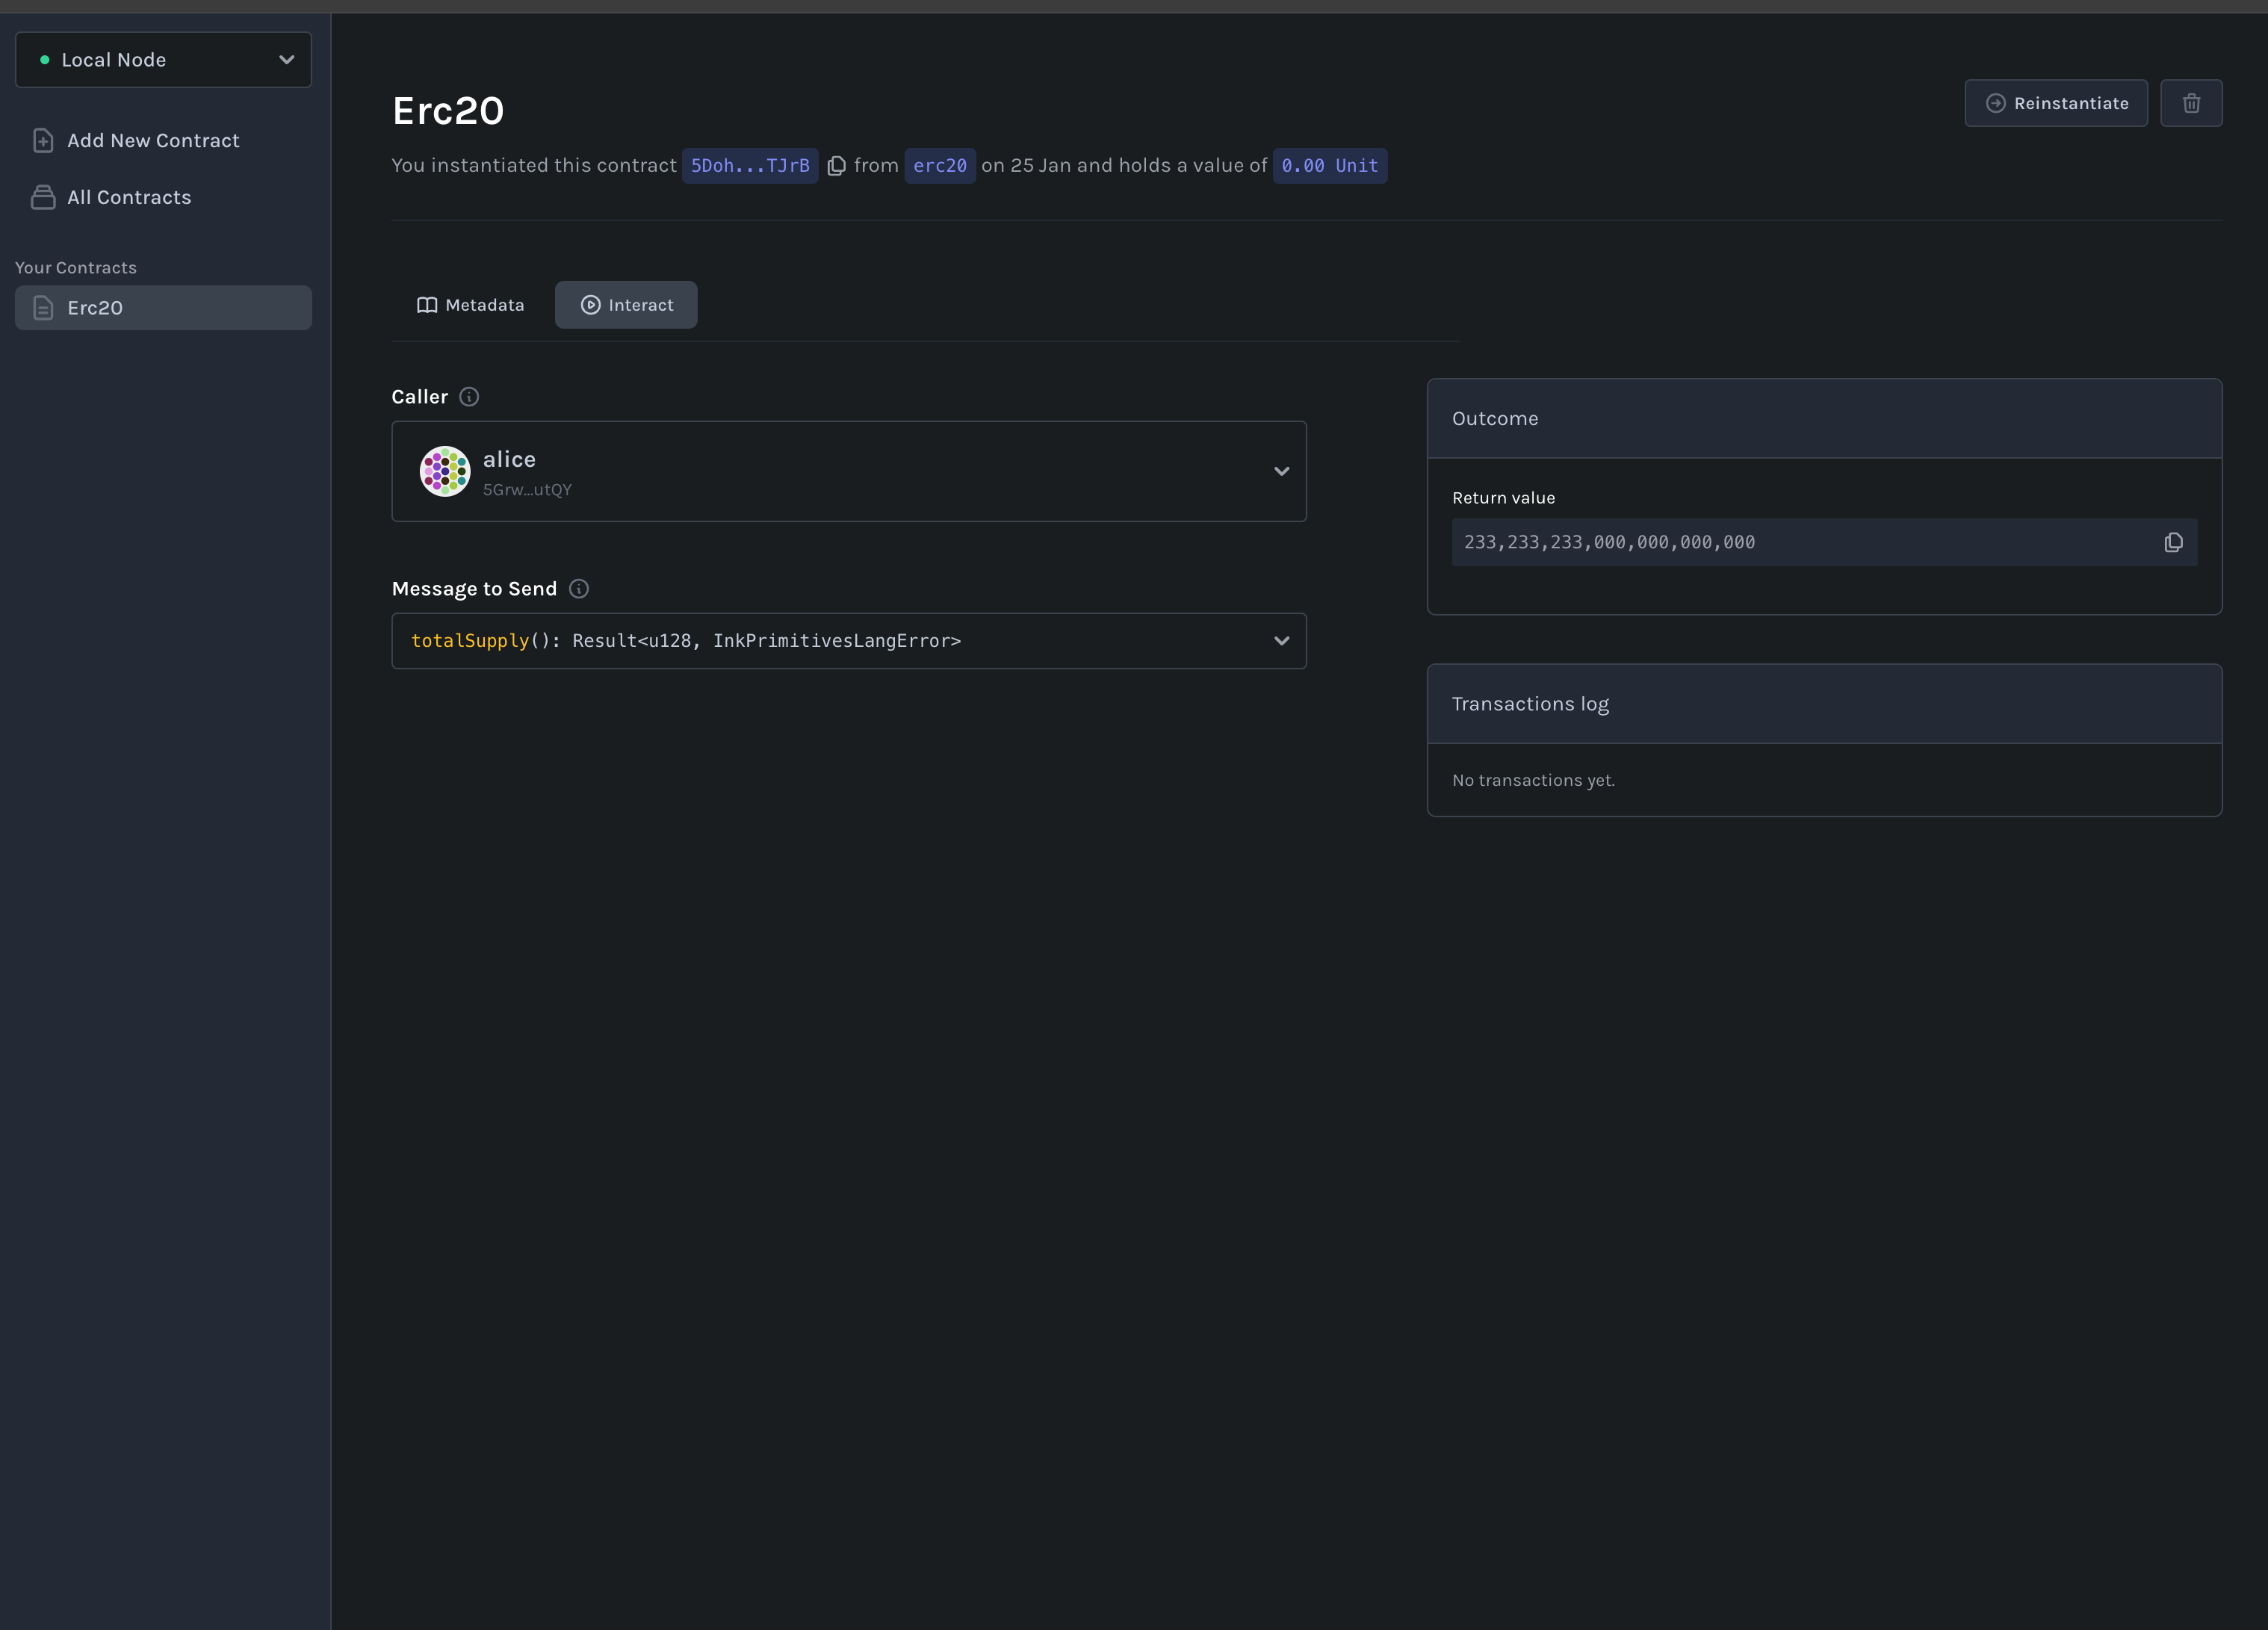 Local Node
Add New Contract
All Contracts
Your Contracts
Erc20
Erc20
Reinstantiate
You instantiated this contract 5Doh...TJrB from erc20 on 25 Jan and holds a value of 0.00 Unit
Metadata
Interact
Caller
alice
5Grw...utQY
Message to Send
totalSupply(): Result<u128, InkPrimitivesLangError>
Outcome
Return value
233,233,233,000,000,000,000
Transactions log
No transactions yet.